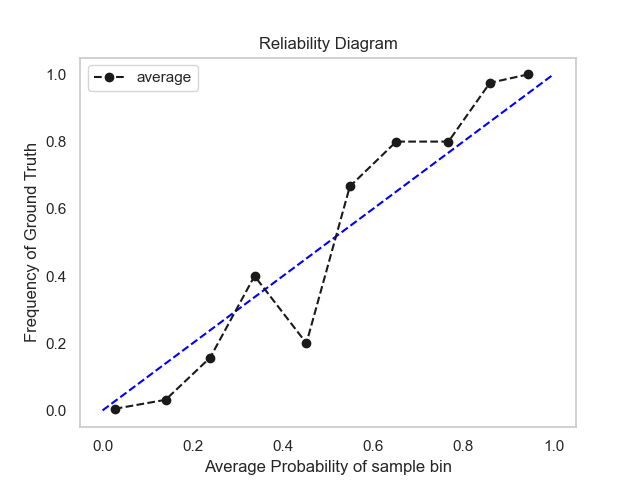 Reliability Diagram
average
Frequency of Ground Truth
1.0
0.8
0.6
0.4
0.2
0.0
0.0 0.2 0.4 0.6 0.8 1.0
Average Probability of sample bin